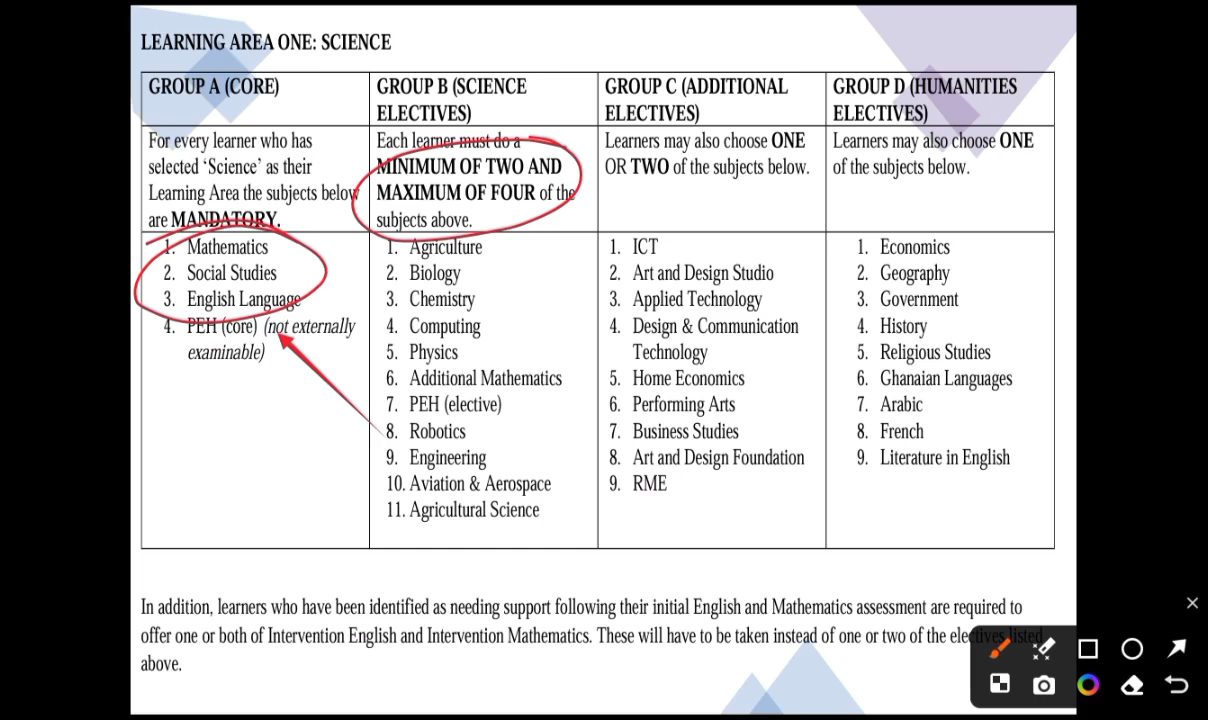 LEARNING AREA ONE: SCIENCE
GROUP A (CORE)
For every learner who has
selected ‘Science’ as their
Learning Area the subjects below
are MANDATORY.
1. Mathematics
2. Social Studies
3. English Language
4. PEH (core) (not externally
examinable)
GROUP B (SCIENCE
ELECTIVES)
Each learner must do a
MINIMUM OF TWO AND
MAXIMUM OF FOUR of the
subjects above.
1. Agriculture
2. Biology
3. Chemistry
4. Computing
5. Physics
6. Additional Mathematics
7. PEH (elective)
8. Robotics
9. Engineering
10. Aviation & Aerospace
11. Agricultural Science
GROUP C (ADDITIONAL
ELECTIVES)
Learners may also choose ONE
OR TWO of the subjects below.
1. ICT
2. Art and Design Studio
3. Applied Technology
4. Design & Communication
Technology
5. Home Economics
6. Performing Arts
7. Business Studies
8. Art and Design Foundation
9. RME
GROUP D (HUMANITIES
ELECTIVES)
Learners may also choose ONE
of the subjects below.
1. Economics
2. Geography
3. Government
4. History
5. Religious Studies
6. Ghanaian Languages
7. Arabic
8. French
9. Literature in English
In addition, learners who have been identified as needing support following their initial English and Mathematics assessment are required to
offer one or both of Intervention English and Intervention Mathematics. These will have to be taken instead of one or two of the electives listed
above.